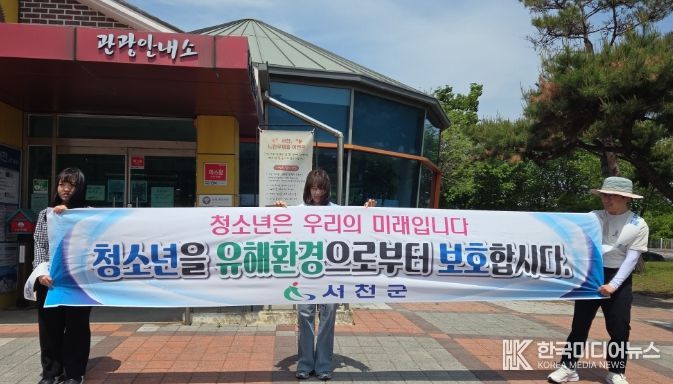 관광안내소
청소년은 우리의 미래입니다
청소년을 유해환경으로부터 보호합시다.
서천군
HK 한국미디어뉴스
KOREA MEDIA NEWS